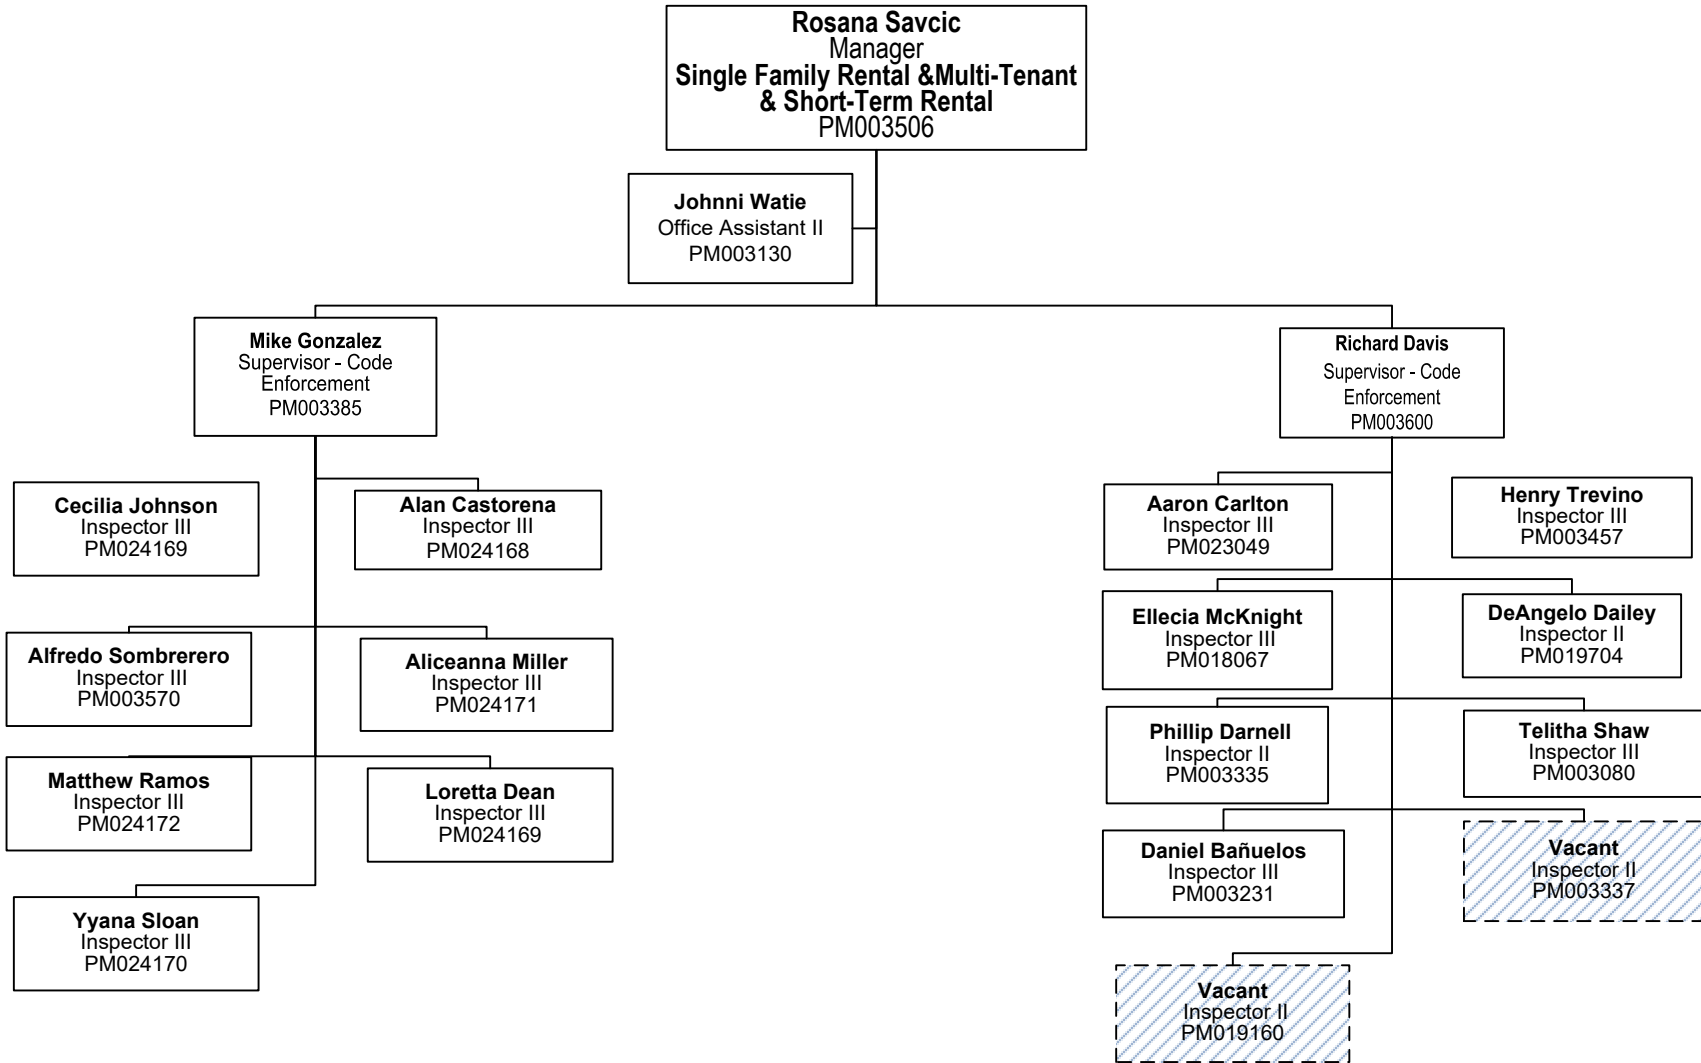 Rosana Savcic
Manager
Single Family Rental &Multi-Tenant
& Short-Term Rental
PM003506
Johnni Watie
Office Assistant II
PM003130
Mike Gonzalez
Supervisor - Code
Enforcement
PM003385
Richard Davis
Supervisor - Code
Enforcement
PM003600
Cecilia Johnson
Inspector III
PM024169
Alan Castorena
Inspector III
PM024168
Alfredo Sombrerero
Inspector III
PM003570
Aliceanna Miller
Inspector III
PM024171
Matthew Ramos
Inspector III
PM024172
Loretta Dean
Inspector III
PM024169
Yyana Sloan
Inspector III
PM024170
Aaron Carlton
Inspector III
PM023049
Henry Trevino
Inspector III
PM003457
Ellecia McKnight
Inspector III
PM018067
DeAngelo Dailey
Inspector II
PM019704
Phillip Darnell
Inspector II
PM003335
Telitha Shaw
Inspector III
PM003080
Daniel Bañuelos
Inspector III
PM003231
Vacant
Inspector II
PM003337
Vacant
Inspector II
PM019160